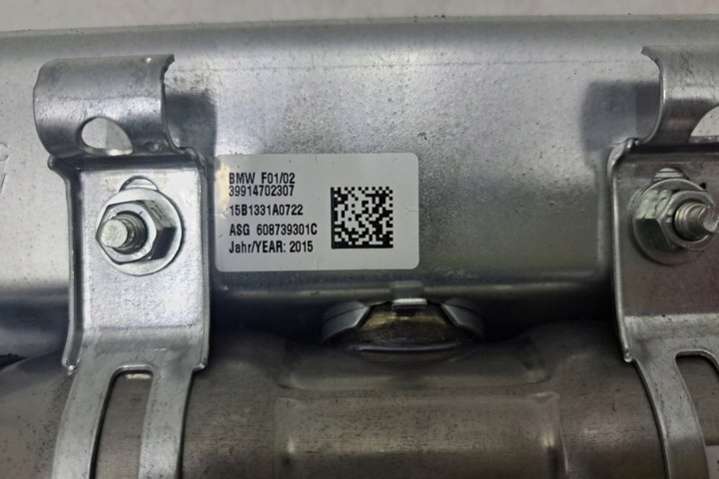 BMW F01/02
39914702307
15B1331A0722
ASG 608739301C
Jahr/YEAR: 2015